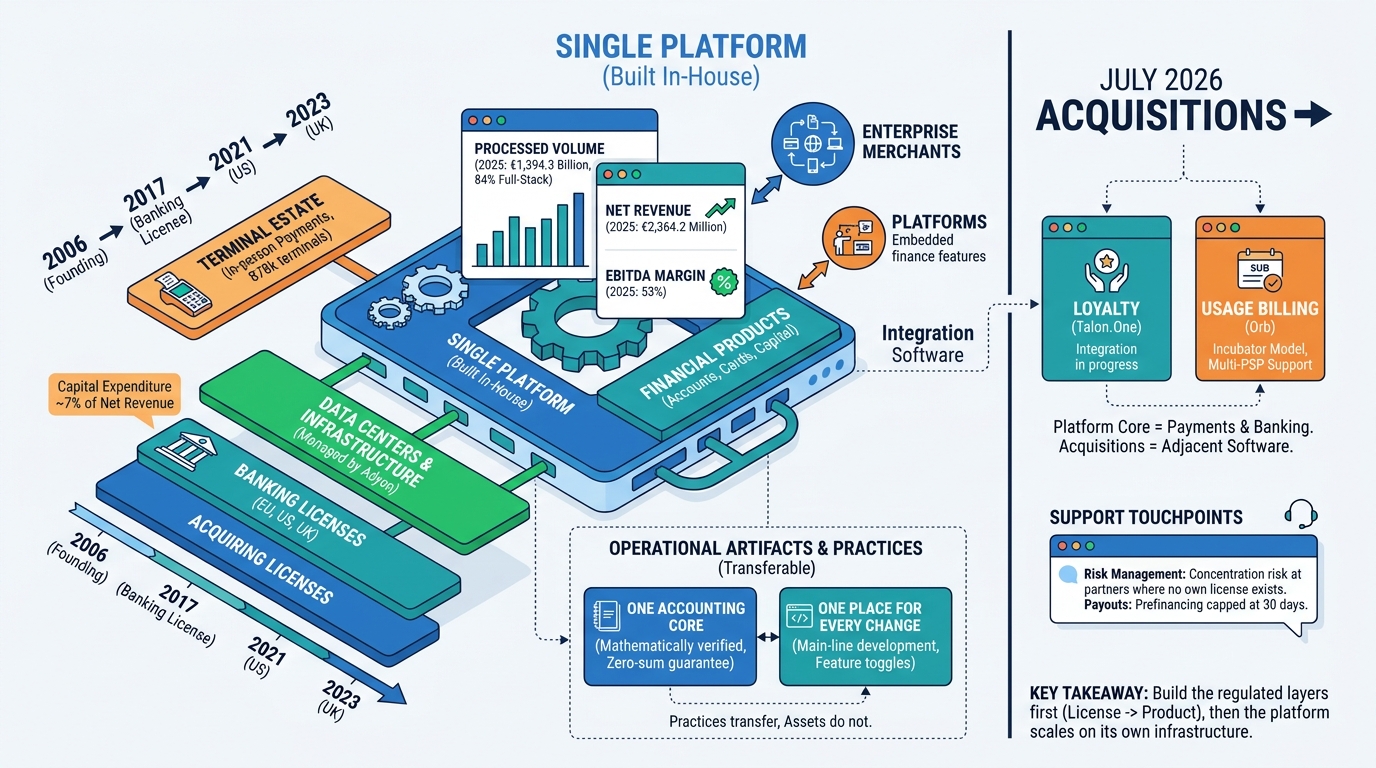 SINGLE PLATFORM
(Built In-House)
2006
(Founding)
2017
(Banking
License)
2021
(US)
2023
(UK)
TERMINAL ESTATE
(In-person Payments,
878k Terminals)
PROCESSED VOLUME
(2025: €1,394.3 Billion,
84% Full-Stack)
NET REVENUE
(2025: €2,364.2 Million)
EBITDA MARGIN
(2025: 53%)
ENTERPRISE
MERCHANTS
PLATFORMS
Embedded
finance features
SINGLE PLATFORM
(Built In-House)
FINANCIAL PRODUCTS
(Accounts, Cards, Capital)
Integration
Software
Capital Expenditure
~7% of Net Revenue
DATA CENTERS &
INFRASTRUCTURE
(Managed by Adyen)
BANKING LICENSES
(EU, US, UK)
ACQUIRING LICENSES
2006
(Founding)
2017
(Banking License)
2021
(US)
2023
(UK)
OPERATIONAL ARTIFACTS & PRACTICES
(Transferable)
ONE ACCOUNTING
CORE
(Mathematically verified,
Zero-sum guarantee)
ONE PLACE FOR
EVERY CHANGE
(Main-line development,
Feature toggles)
Practices transfer, Assets do not.
JULY 2026
ACQUISITIONS
LOYALTY
(Talon.One)
Integration
in progress
SUB
USAGE BILLING
(Orb)
Incubator Model,
Multi-PSP Support
Platform Core = Payments & Banking.
Acquisitions = Adjacent Software.
SUPPORT TOUCHPOINTS
Risk Management: Concentration risk at
partners where no own license exists.
Payouts: Prefinancing capped at 30 days.
KEY TAKEAWAY: Build the regulated layers
first (License -> Product), then the platform
scales on its own infrastructure.